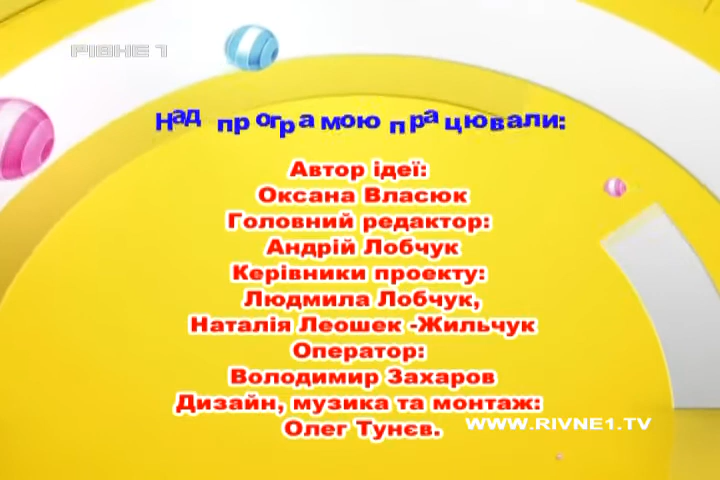 РІВНЕ 1
Над програмою працювали:
Автор ідеї:
Оксана Власюк
Головний редактор:
Андрій Лобчук
Керівники проекту:
Людмила Лобчук,
Наталія Леошек -Жильчук
Оператор:
Володимир Захаров
Дизайн, музика та монтаж:
Олег Тунєв.
WWW.RIVNE1.TV